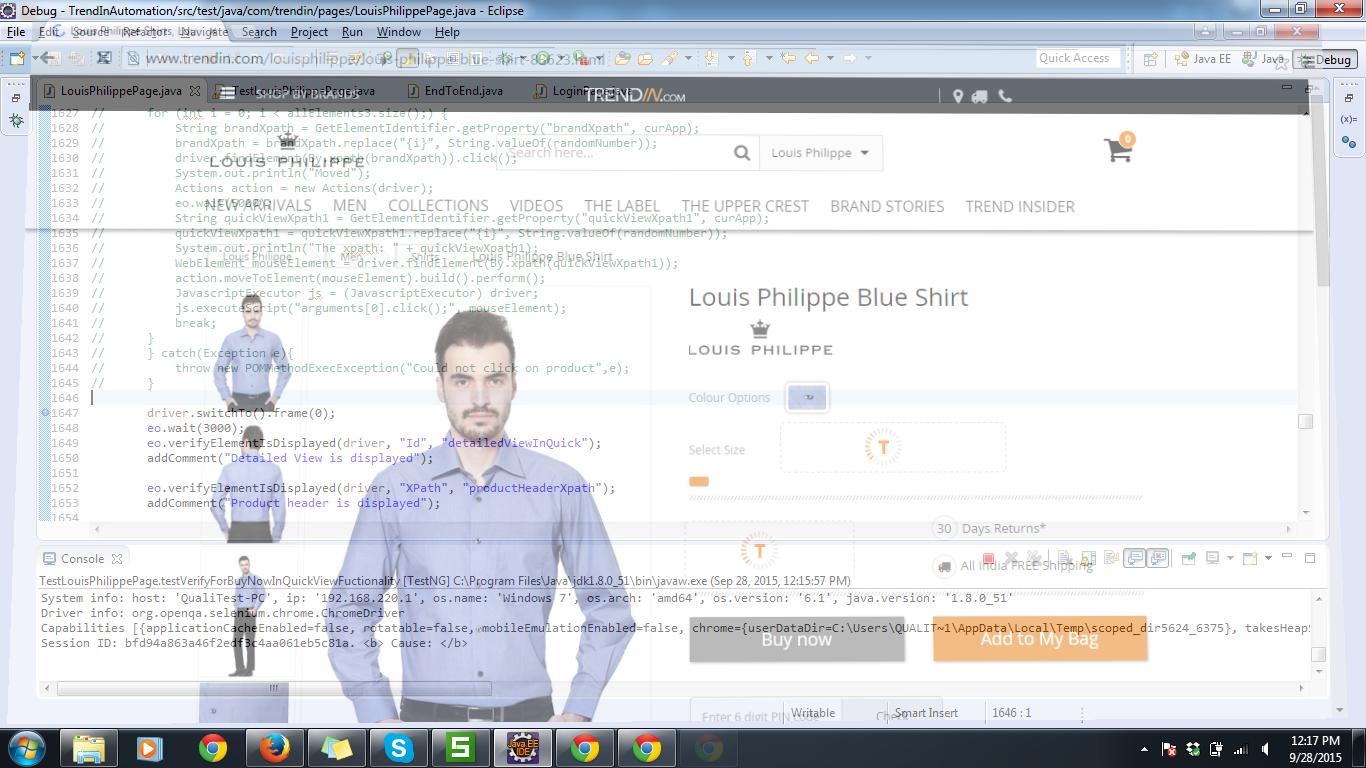 Debug - TrendInAutomation/src/test/java/com/trendin/pages/LouisPhilippePage.java - Eclipse
Louis Philippe Shirts, Lou
File Edit Source Refactor Navigate Search Project Run Window Help
Quick Access Java EE Java Debug
LouisPhilippePage.java TestLouisPhilippePage.java EndToEnd.java
SHOP BY BRANDS TRENDIN.COM
1627 // for (int i = 0; i < allElements3.size();) {
1628 // String brandXpath = GetElementIdentifier.getProperty("brandXpath", curApp);
1629 // brandXpath = brandXpath.replace("{i}", String.valueOf(randomNumber));
1630 // driver.findElement(By.xpath(brandXpath)).click();
1631 // System.out.println("Moved");
1632 // Actions action = new Actions(driver);
1633 // eo.wait(5000);
1634 // String quickViewXpath1 = GetElementIdentifier.getProperty("quickViewXpath1", curApp);
1635 // quickViewXpath1 = quickViewXpath1.replace("{i}", String.valueOf(randomNumber));
1636 // System.out.println("The xpath: " + quickViewXpath1);
1637 // WebElement mouseElement = driver.findElement(By.xpath(quickViewXpath1));
1638 // action.moveToElement(mouseElement).build().perform();
1639 // JavascriptExecutor js = (JavascriptExecutor) driver;
1640 // js.executeScript("arguments[0].click();", mouseElement);
1641 // break;
1642 // }
1643 // } catch(Exception e){
1644 // throw new POMMethodExecException("Could not click on product",e);
1645 // }
1646
1647 driver.switchTo().frame(0);
1648 eo.wait(3000);
1649 eo.verifyElementIsDisplayed(driver, "Id", "detailedViewInQuick");
1650 addComment("Detailed View is displayed");
1651
1652 eo.verifyElementIsDisplayed(driver, "XPath", "productHeaderXpath");
1653 addComment("Product header is displayed");
1654
LOUIS PHILIPPE
Search here...
Louis Philippe
0
NEW ARRIVALS MEN COLLECTIONS VIDEOS THE LABEL THE UPPER CREST BRAND STORIES TREND INSIDER
Louis Philippe Men Shirts Louis Philippe Blue Shirt
Louis Philippe Blue Shirt
LOUIS PHILIPPE
Colour Options
Select Size
T
T
30 Days Returns*
All India FREE Shipping
Buy now
Add to My Bag
Enter 6 digit PIN code Check
Console
TestLouisPhilippePage.testVerifyForBuyNowInQuickViewFuctionality [TestNG] C:\Program Files\Java\jdk1.8.0_51\bin\javaw.exe (Sep 28, 2015, 12:15:57 PM)
System info: host: 'QualiTest-PC', ip: '192.168.220.1', os.name: 'Windows 7', os.arch: 'amd64', os.version: '6.1', java.version: '1.8.0_51'
Driver info: org.openqa.selenium.chrome.ChromeDriver
Capabilities [{applicationCacheEnabled=false, rotatable=false, mobileEmulationEnabled=false, chrome={userDataDir=C:\Users\QUALIT~1\AppData\Local\Temp\scoped_dir5624_6375}, takesHeapS
Session ID: bfd94a863a46f2edf3c4aa061eb5c81a. <b> Cause: </b>
Writable Smart Insert 1646 : 1
Java EE IDE
S
12:17 PM
9/28/2015